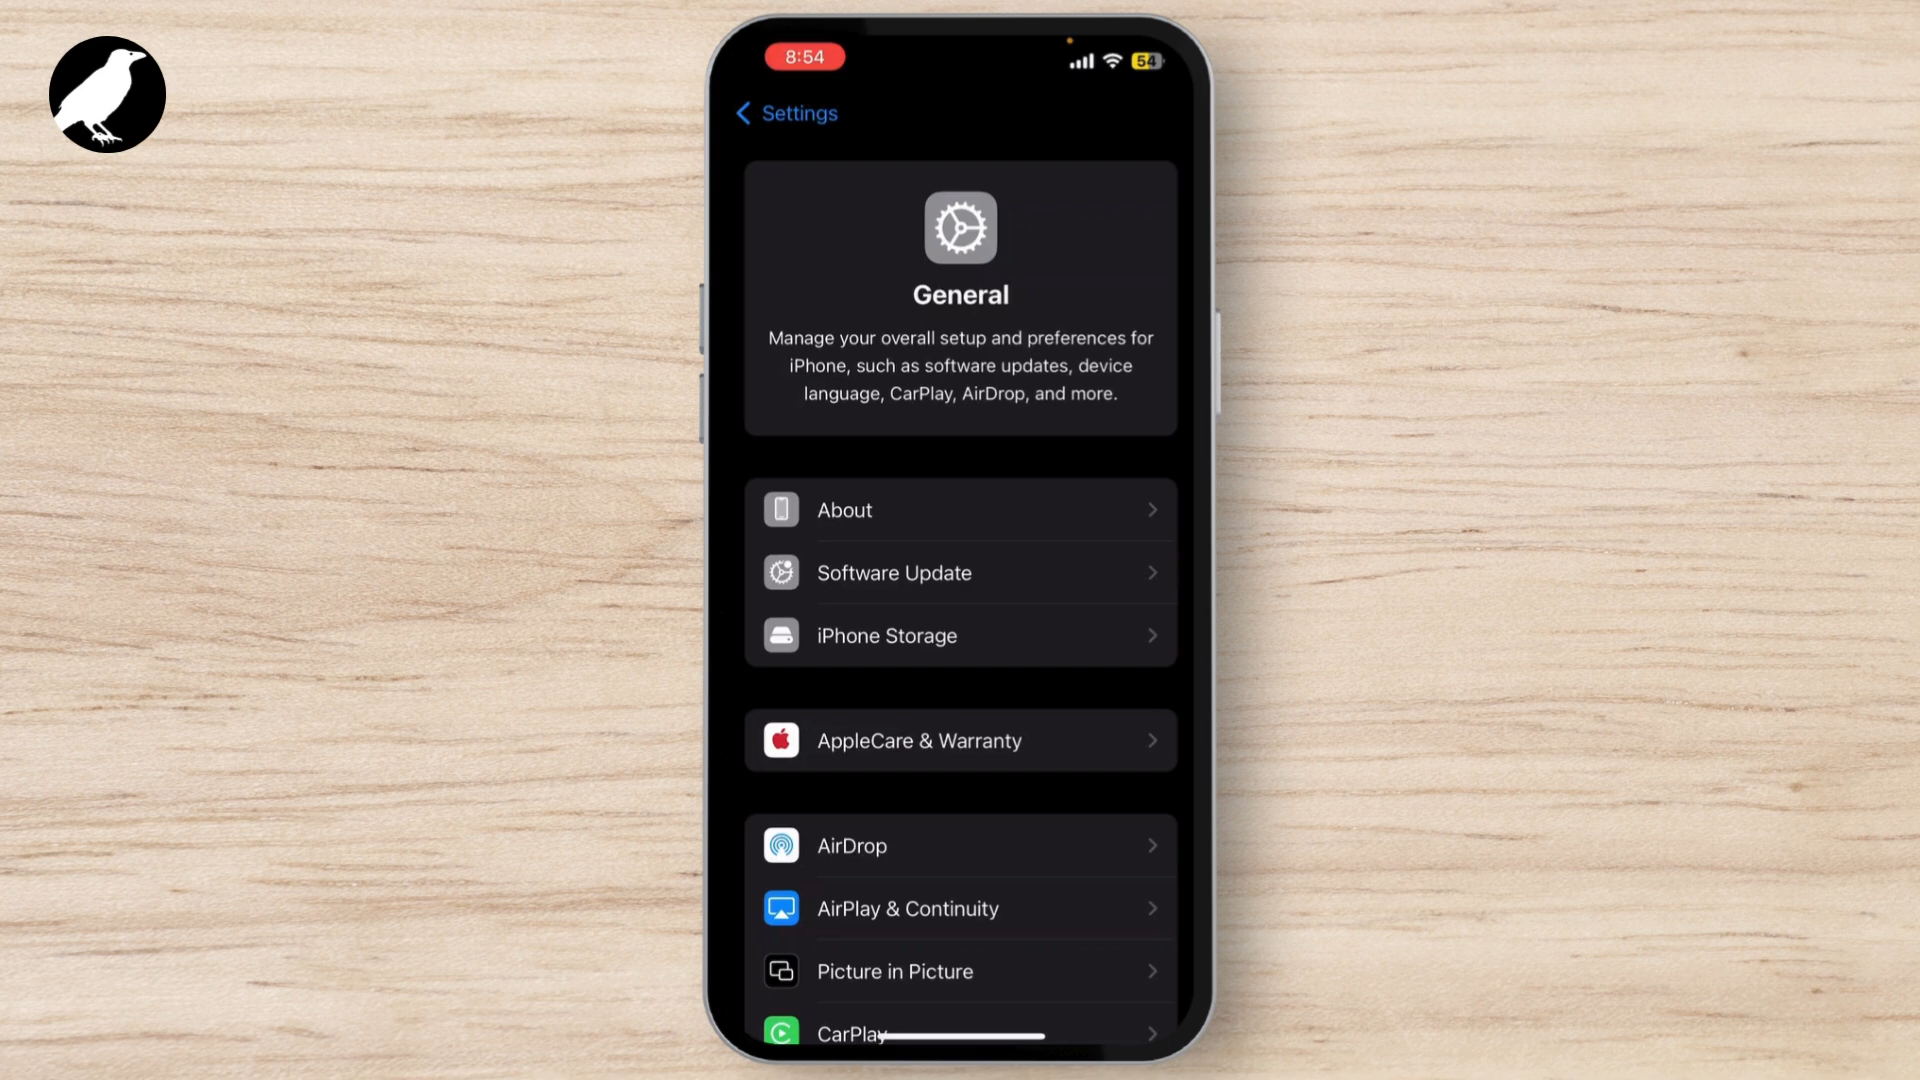 8:54
54
Settings
General
Manage your overall setup and preferences for
iPhone, such as software updates, device
language, CarPlay, AirDrop, and more.
About
Software Update
iPhone Storage
AppleCare & Warranty
AirDrop
AirPlay & Continuity
Picture in Picture
CarPlay